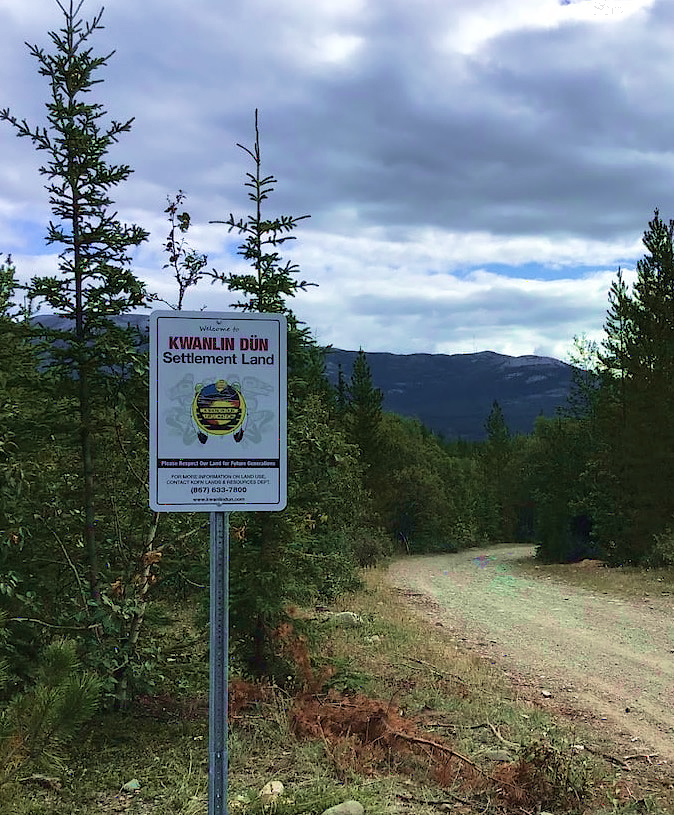 Welcome to
KWANLIN DÜN
Settlement Land
Please Respect Our Land for Future Generations
FOR MORE INFORMATION ON LAND USE,
CONTACT KDFN LANDS & RESOURCES DEPT.
(867) 633-7800
www.kwanlindun.com